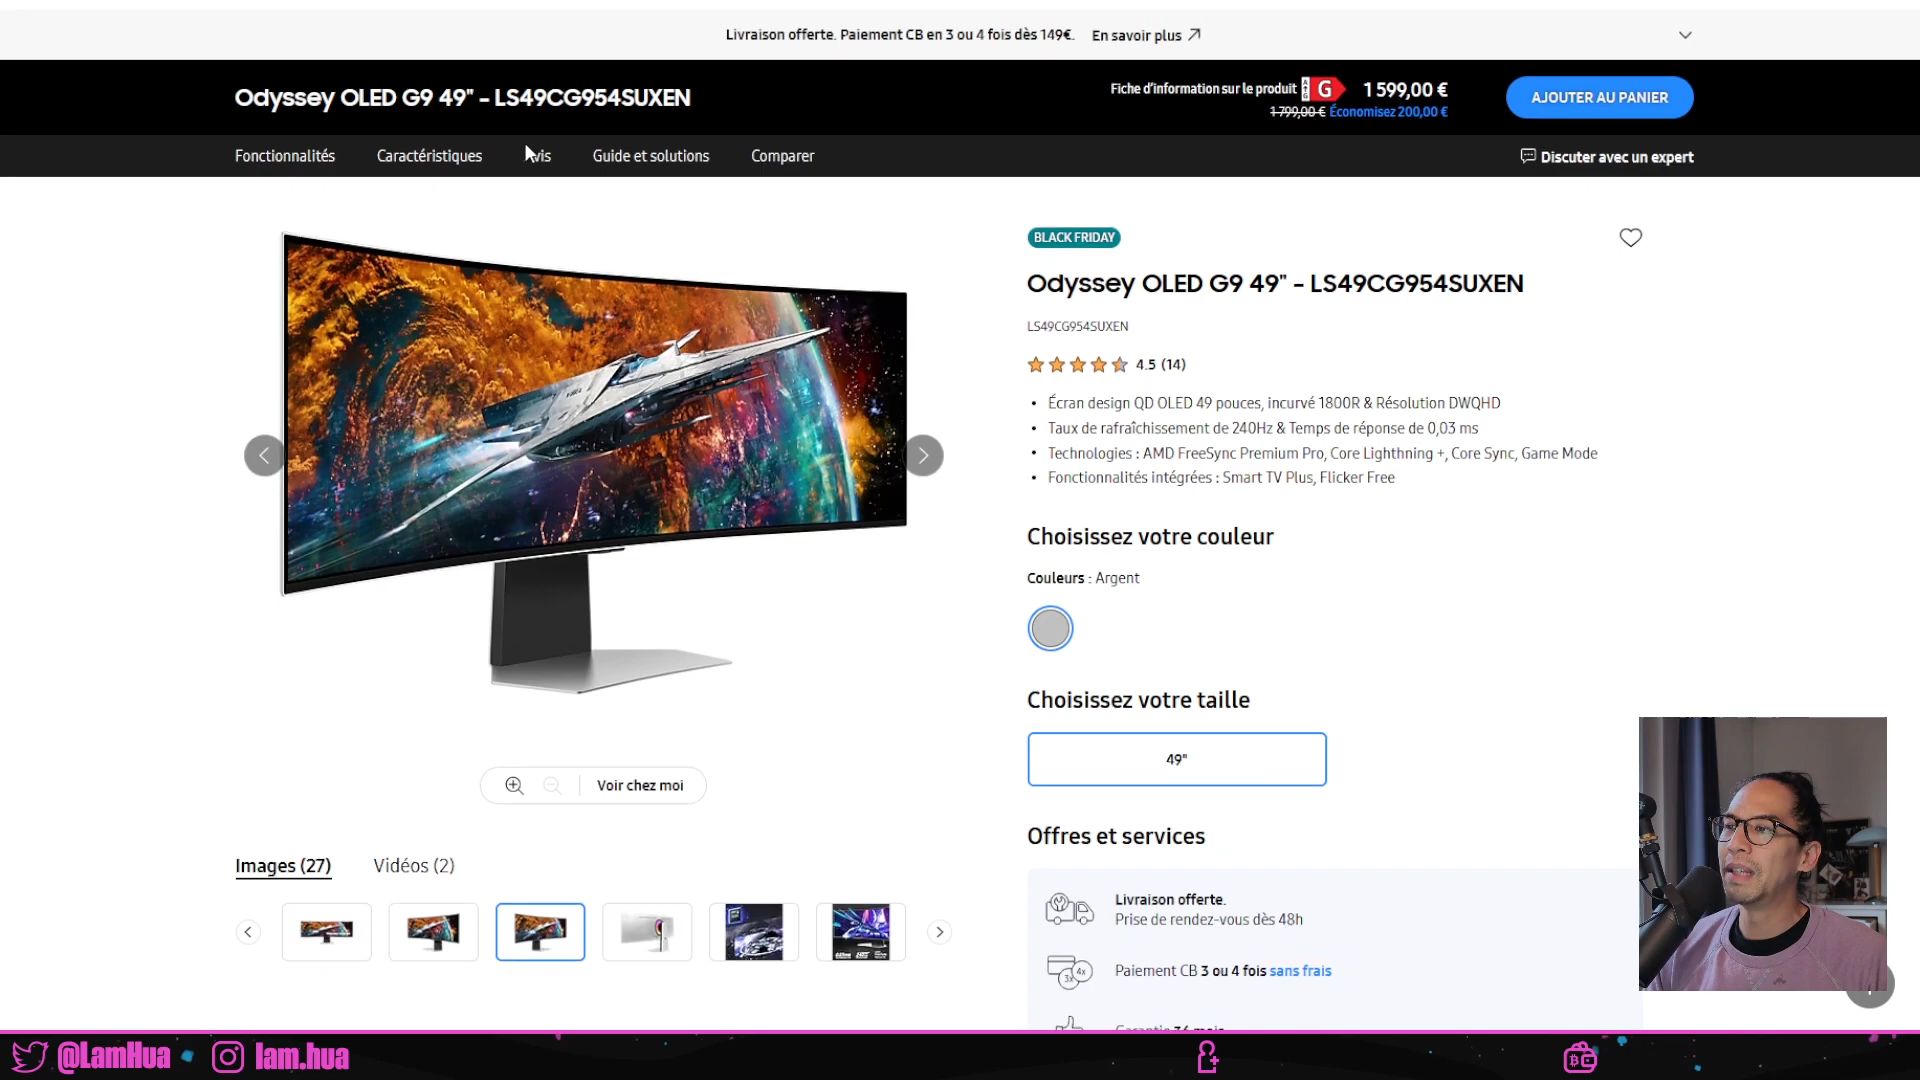 Livraison offerte. Paiement CB en 3 ou 4 fois dès 149€. En savoir plus
Odyssey OLED G9 49" - LS49CG954SUXEN
Fiche d'information sur le produit G 1 599,00 €
1 799,00 € Économisez 200,00 €
AJOUTER AU PANIER
Fonctionnalités Caractéristiques Avis Guide et solutions Comparer Discuter avec un expert
BLACK FRIDAY
Odyssey OLED G9 49" - LS49CG954SUXEN
LS49CG954SUXEN
4.5 (14)
• Écran design QD OLED 49 pouces, incurvé 1800R & Résolution DWQHD
• Taux de rafraîchissement de 240Hz & Temps de réponse de 0,03 ms
• Technologies : AMD FreeSync Premium Pro, Core Lighthning +, Core Sync, Game Mode
• Fonctionnalités intégrées : Smart TV Plus, Flicker Free
Choisissez votre couleur
Couleurs : Argent
Choisissez votre taille
49"
Voir chez moi
Offres et services
Images (27) Vidéos (2)
Livraison offerte.
Prise de rendez-vous dès 48h
3x 4x
Paiement CB 3 ou 4 fois sans frais
Garantie 36 mois
@LamHua lam.hua